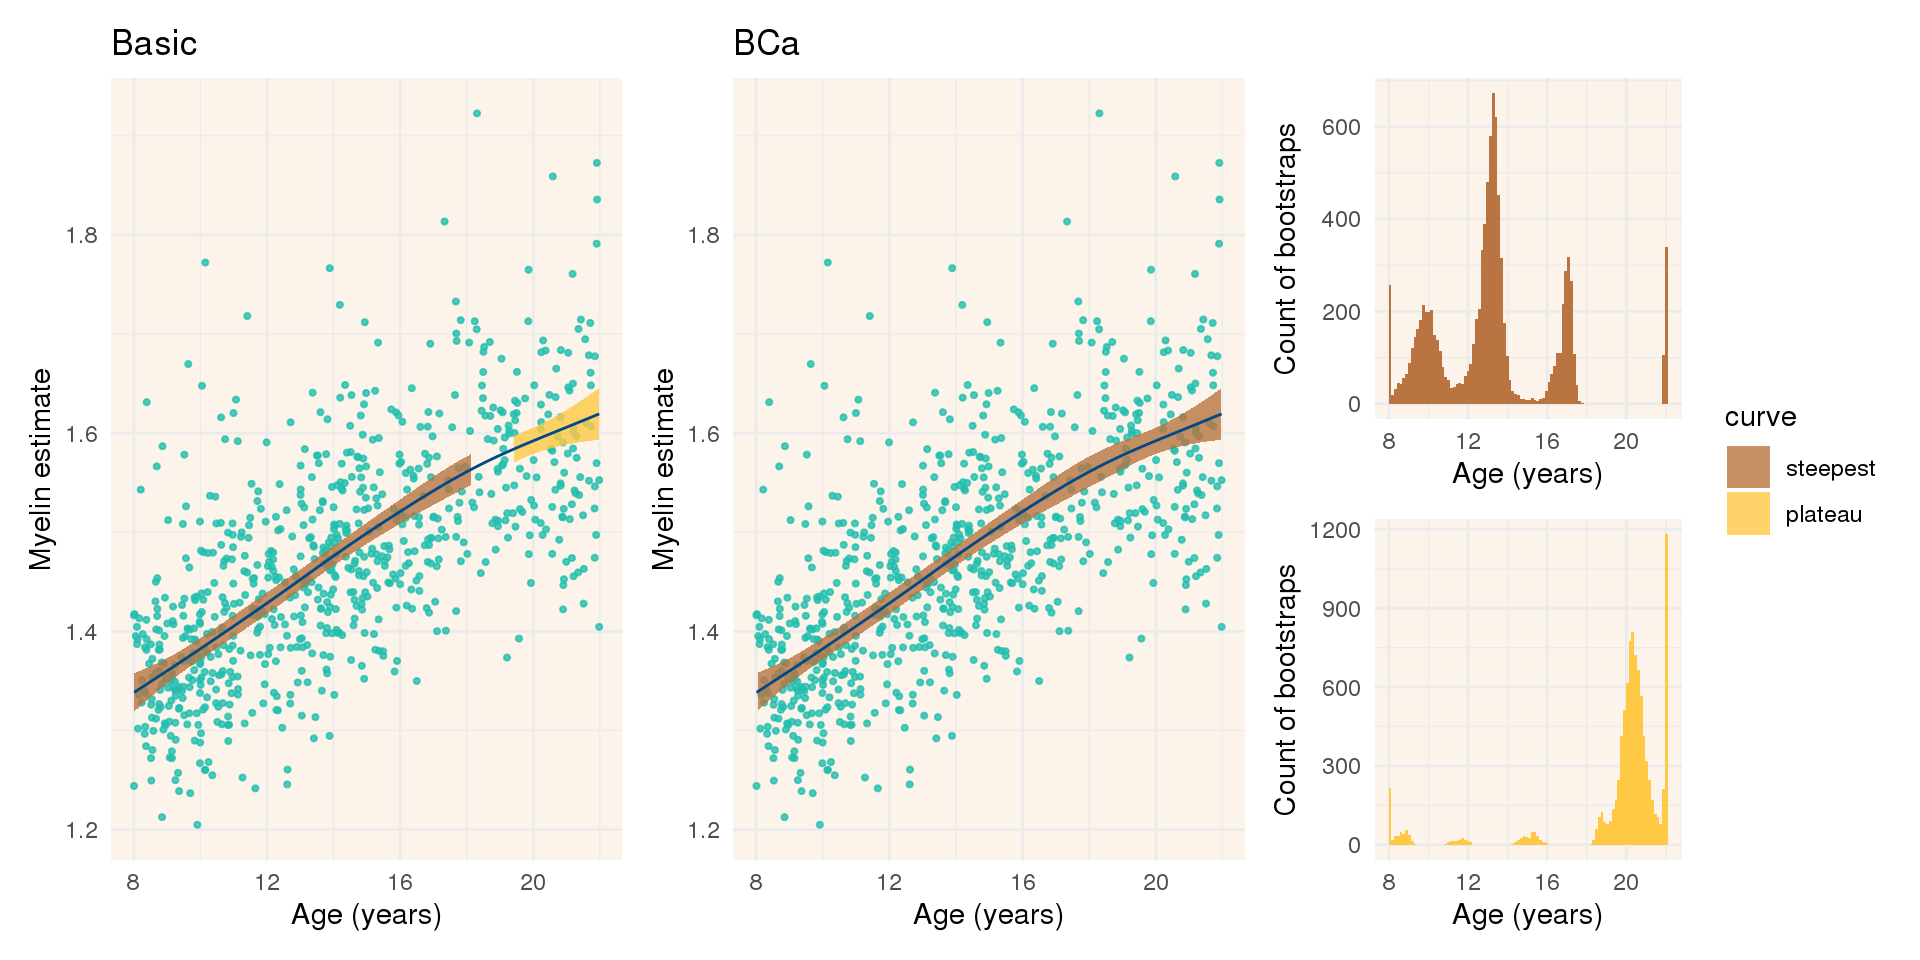 Basic
Myelin estimate
1.8
1.6
1.4
1.2
8 12 16 20
Age (years)
BCa
Myelin estimate
1.8
1.6
1.4
1.2
8 12 16 20
Age (years)
Count of bootstraps
600
400
200
0
8 12 16 20
Age (years)
Count of bootstraps
1200
900
600
300
0
8 12 16 20
Age (years)
curve
steepest
plateau